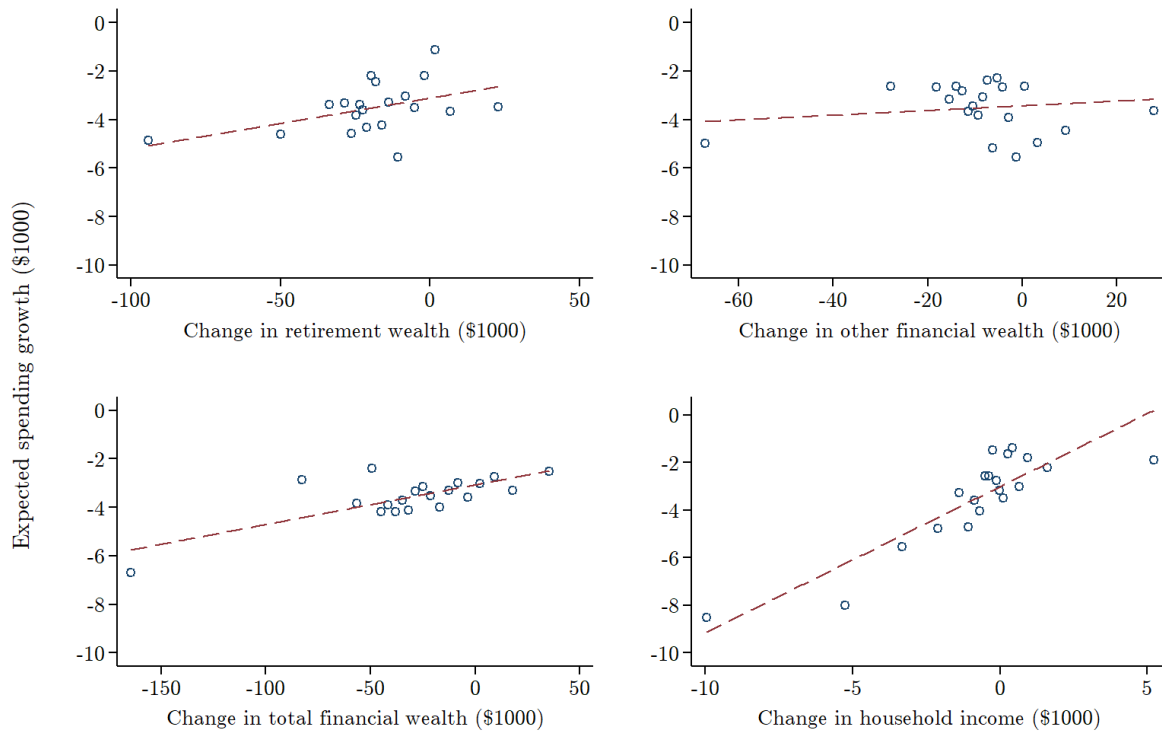 Expected spending growth ($1000)
0
-2
-4
-6
-8
-10
-100 -50 0 50
Change in retirement wealth ($1000)
0
-2
-4
-6
-8
-10
-60 -40 -20 0 20
Change in other financial wealth ($1000)
0
-2
-4
-6
-8
-10
-150 -100 -50 0 50
Change in total financial wealth ($1000)
0
-2
-4
-6
-8
-10
-10 -5 0 5
Change in household income ($1000)